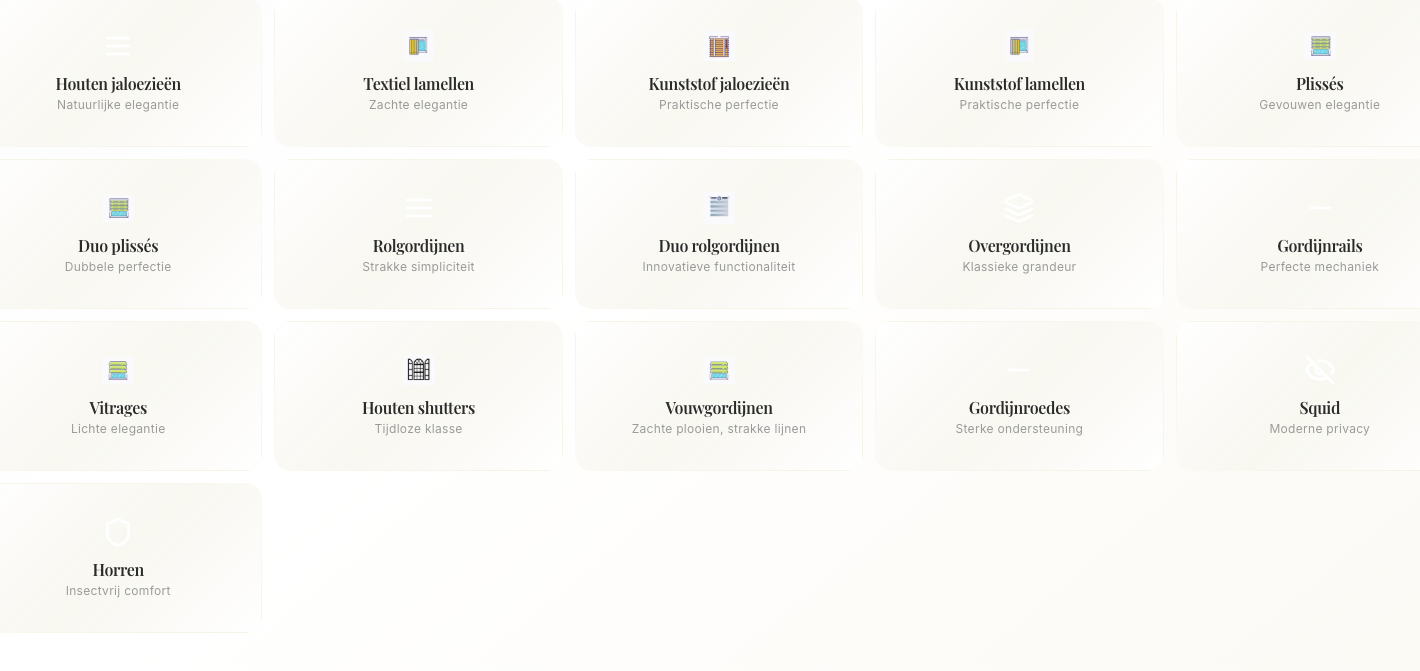 Houten jaloezieën
Natuurlijke elegantie
Textiel lamellen
Zachte elegantie
Kunststof jaloezieën
Praktische perfectie
Kunststof lamellen
Praktische perfectie
Plissés
Gevouwen elegantie
Duo plissés
Dubbele perfectie
Rolgordijnen
Strakke simpliciteit
Duo rolgordijnen
Innovatieve functionaliteit
Overgordijnen
Klassieke grandeur
Gordijnrails
Perfecte mechaniek
Vitrages
Lichte elegantie
Houten shutters
Tijdloze klasse
Vouwgordijnen
Zachte plooien, strakke lijnen
Gordijnroedes
Sterke ondersteuning
Squid
Moderne privacy
Horren
Insectvrij comfort